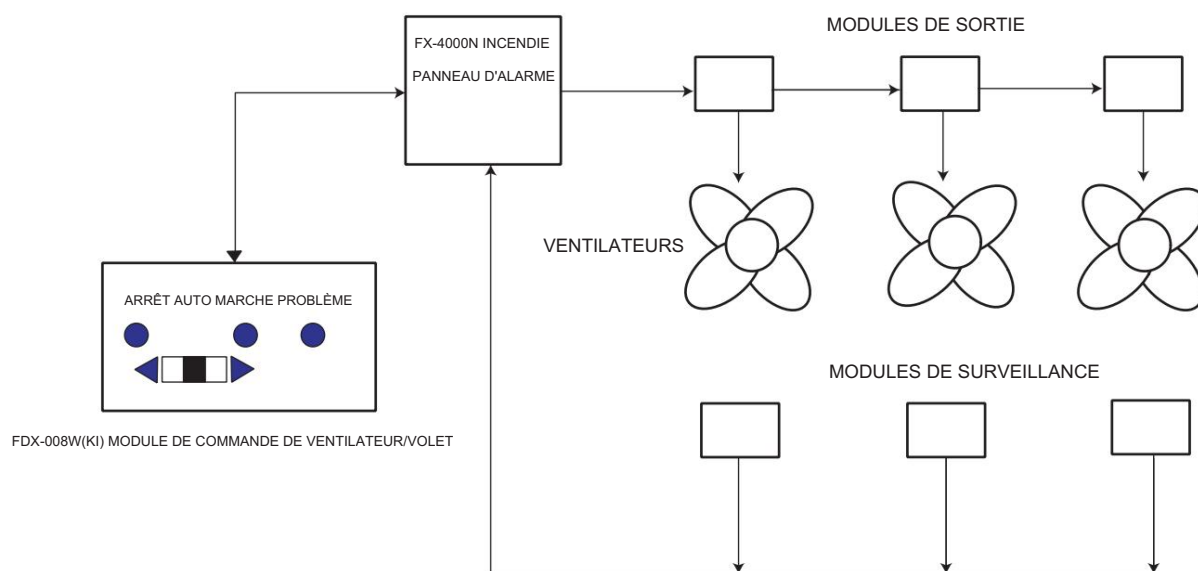 FX-4000N INCENDIE
PANNEAU D'ALARME
MODULES DE SORTIE
VENTILATEURS
ARRÊT AUTO MARCHE PROBLÈME
MODULES DE SURVEILLANCE
FDX-008W(KI) MODULE DE COMMANDE DE VENTILATEUR/VOLET